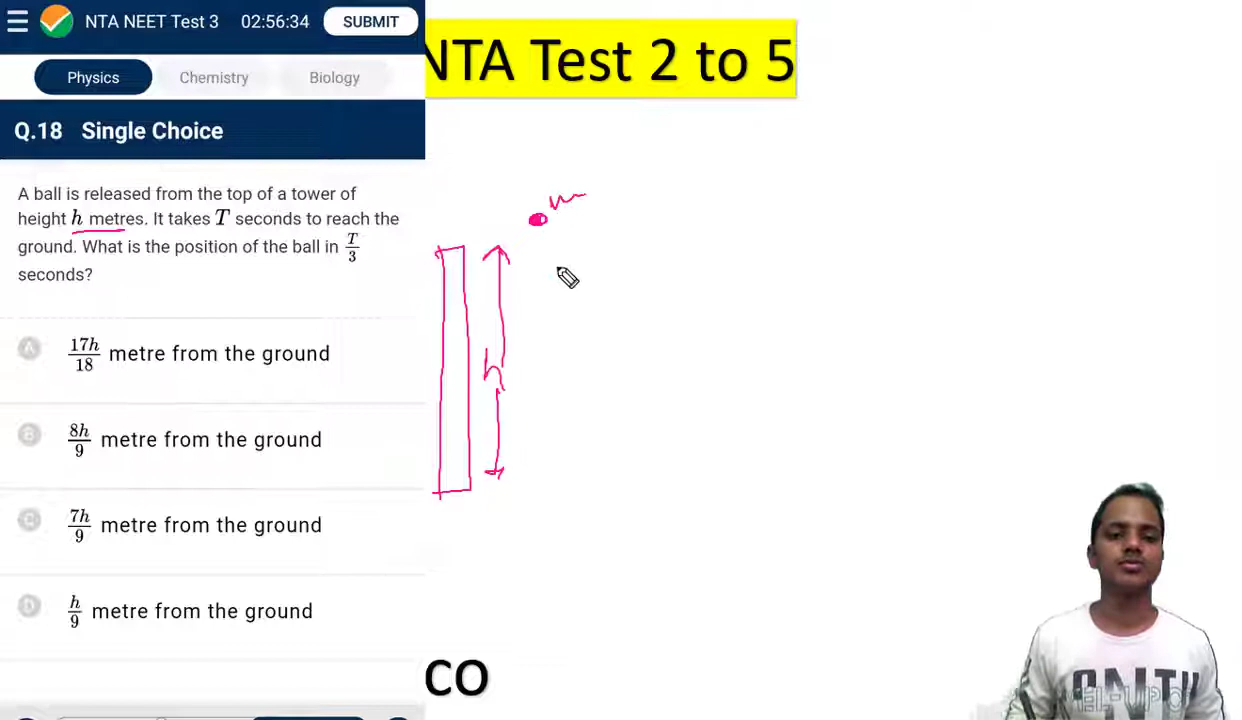 NTA NEET Test 3 02:56:34 SUBMIT
NTA Test 2 to 5
Physics Chemistry Biology
Q.18 Single Choice
A ball is released from the top of a tower of
height h metres. It takes T seconds to reach the
ground. What is the position of the ball in T/3
seconds?
A 17h/18 metre from the ground
B 8h/9 metre from the ground
C 7h/9 metre from the ground
D h/9 metre from the ground
m
h
co